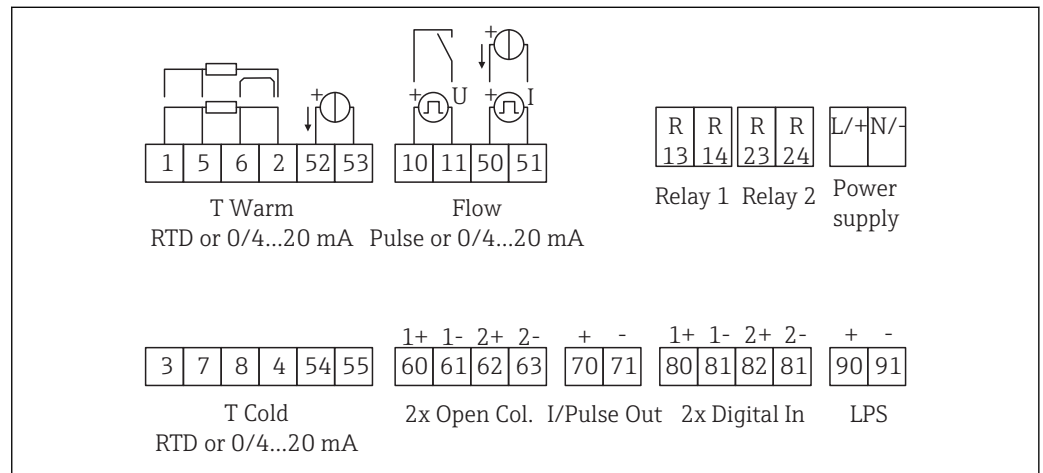 + +
+ + U + I
R R R R L/+ N/-
1 5 6 2 52 53 10 11 50 51 13 14 23 24
Relay 1 Relay 2 Power supply
T Warm Flow
RTD or 0/4...20 mA Pulse or 0/4...20 mA
1+ 1- 2+ 2- + - 1+ 1- 2+ 2- + -
3 7 8 4 54 55 60 61 62 63 70 71 80 81 82 81 90 91
T Cold 2x Open Col. I/Pulse Out 2x Digital In LPS
RTD or 0/4...20 mA